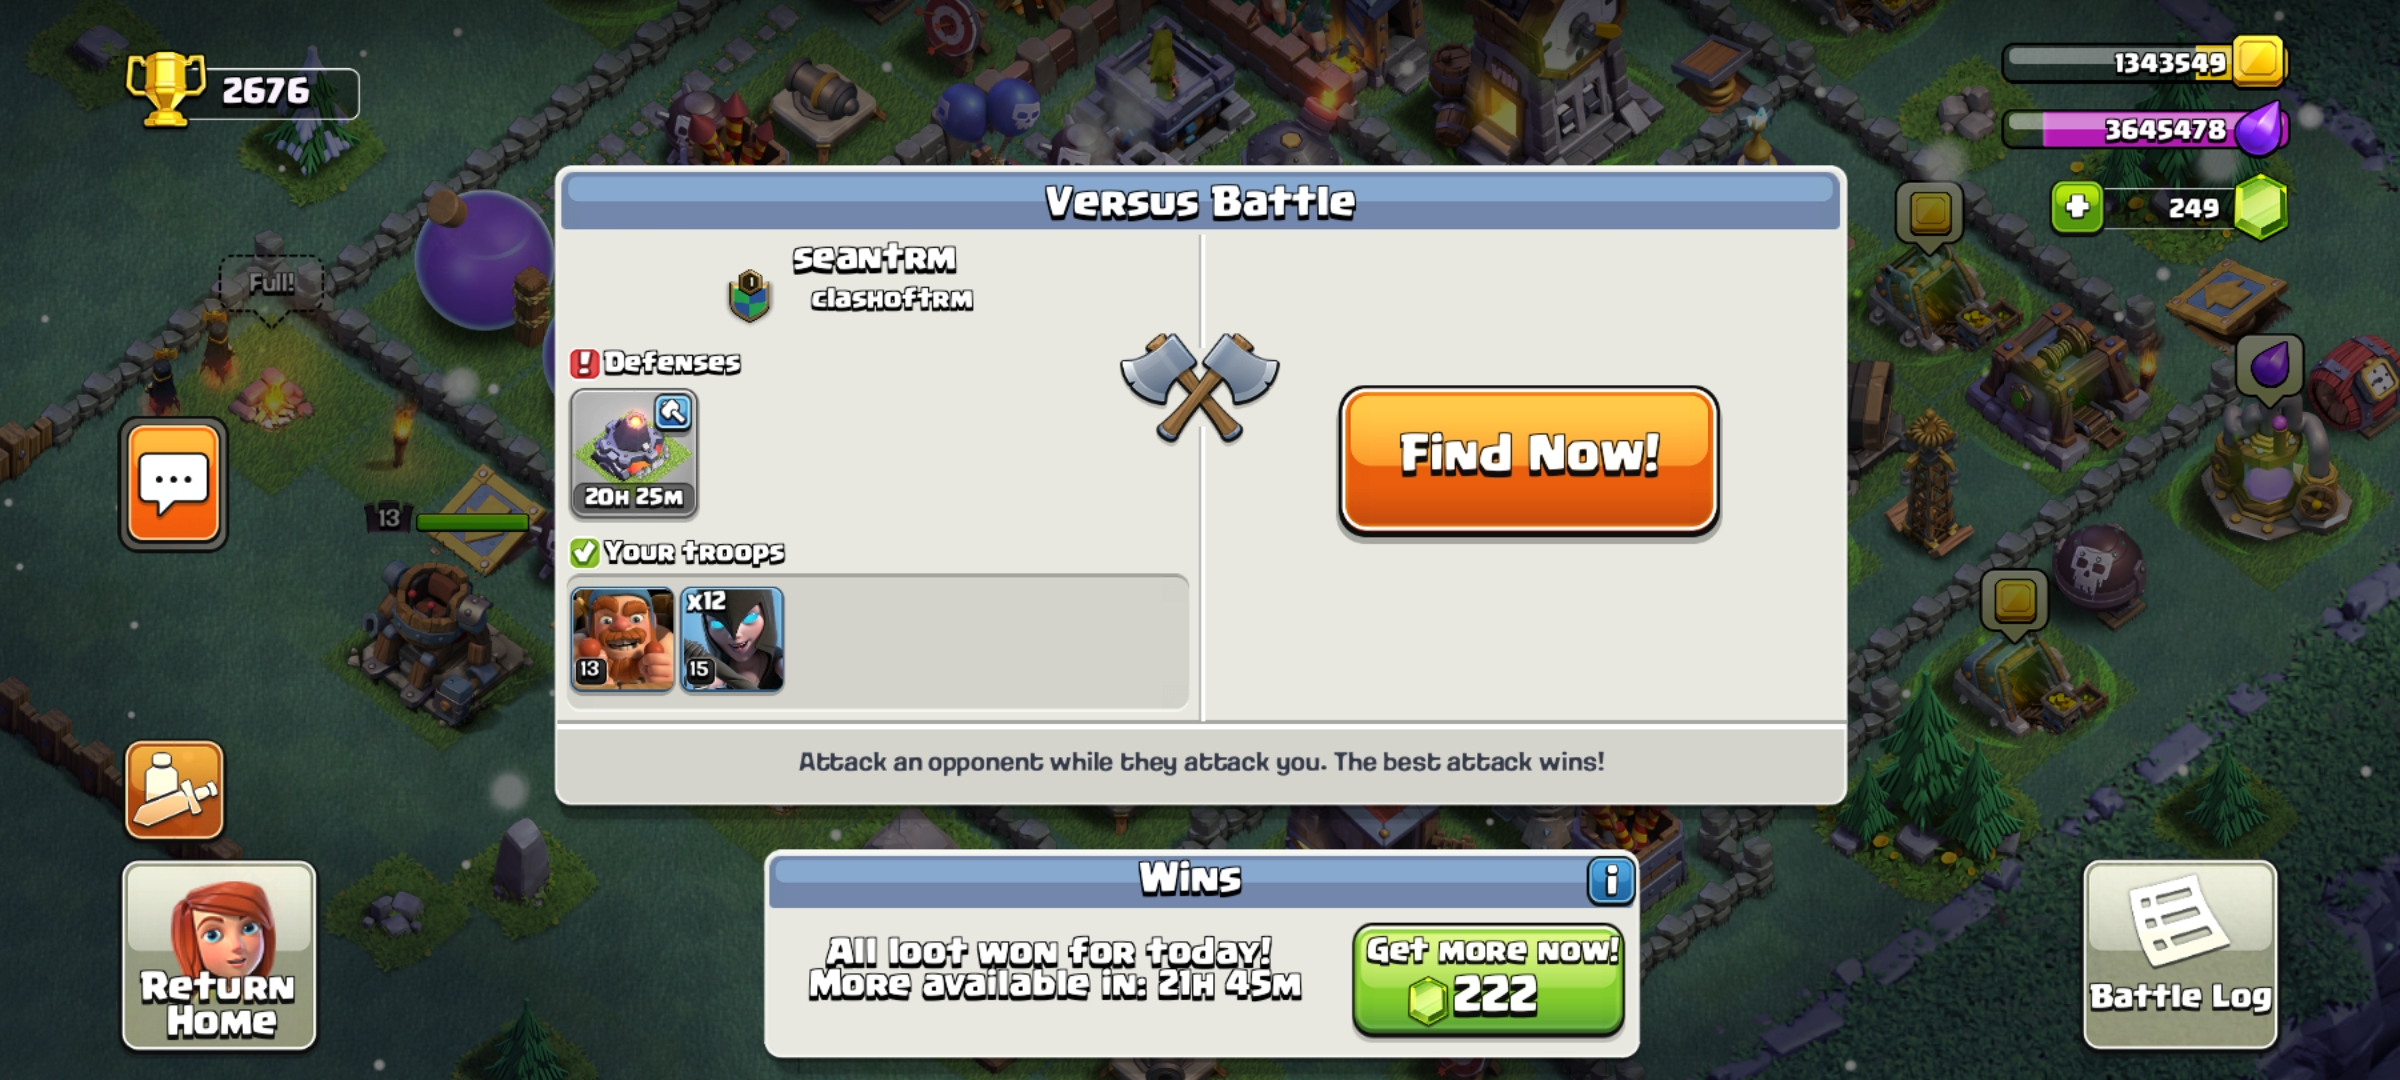 2676
1343549
3645478
249
Versus Battle
seantrm
clashoftrm
1
Full!
! Defenses
20H 25M
Find Now!
13
Your troops
x12
13
15
Attack an opponent while they attack you. The best attack wins!
Wins
i
All loot won for today!
More available in: 21H 45M
Get more now!
222
Return
Home
Battle Log